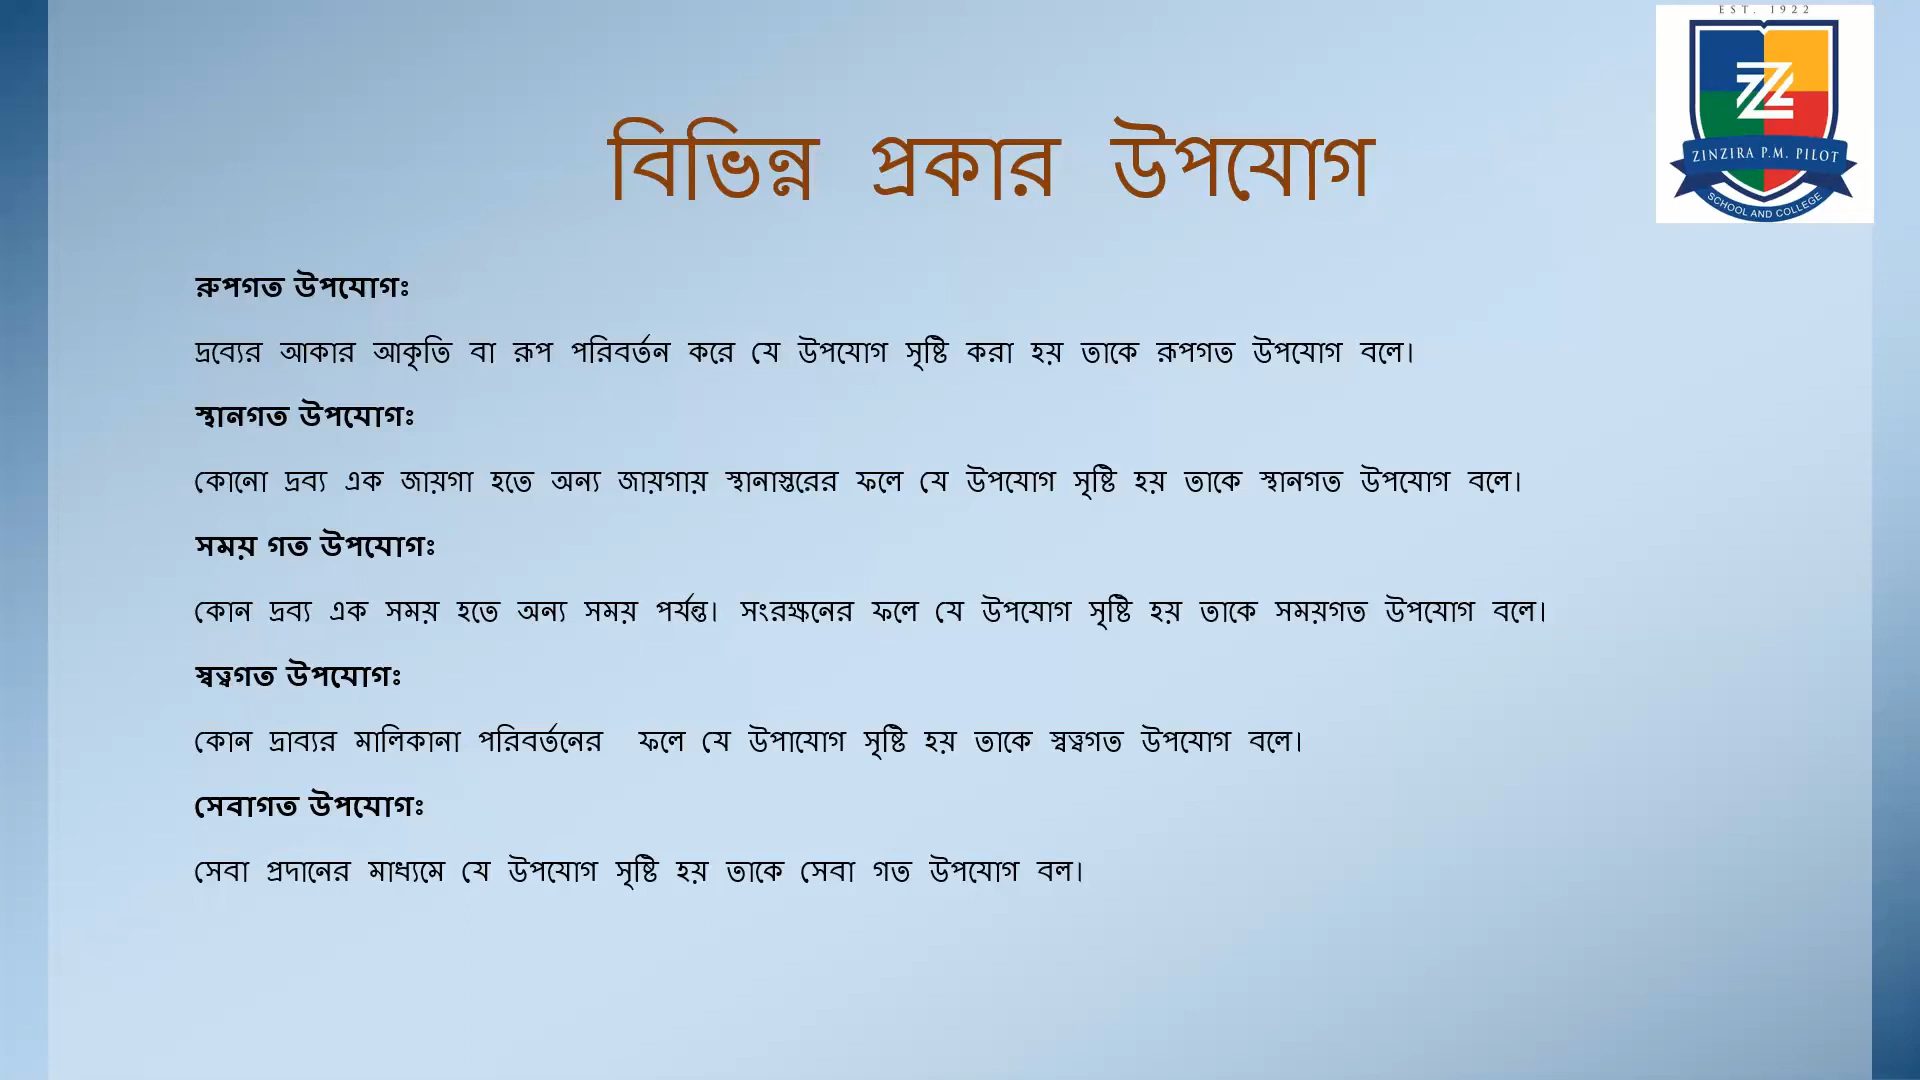 EST. 1922
ZINZIRA P.M. PILOT
SCHOOL AND COLLEGE
বিভিন্ন প্রকার উপযোগ
রুপগত উপযোগঃ
দ্রব্যের আকার আকৃতি বা রূপ পরিবর্তন করে যে উপযোগ সৃষ্টি করা হয় তাকে রূপগত উপযোগ বলে।
স্থানগত উপযোগঃ
কোনো দ্রব্য এক জায়গা হতে অন্য জায়গায় স্থানাস্তরের ফলে যে উপযোগ সৃষ্টি হয় তাকে স্থানগত উপযোগ বলে।
সময় গত উপযোগঃ
কোন দ্রব্য এক সময় হতে অন্য সময় পর্যন্ত। সংরক্ষনের ফলে যে উপযোগ সৃষ্টি হয় তাকে সময়গত উপযোগ বলে।
স্বত্ত্বগত উপযোগঃ
কোন দ্রাব্যর মালিকানা পরিবর্তনের ফলে যে উপাযোগ সৃষ্টি হয় তাকে স্বত্ত্বগত উপযোগ বলে।
সেবাগত উপযোগঃ
সেবা প্রদানের মাধ্যমে যে উপযোগ সৃষ্টি হয় তাকে সেবা গত উপযোগ বল।